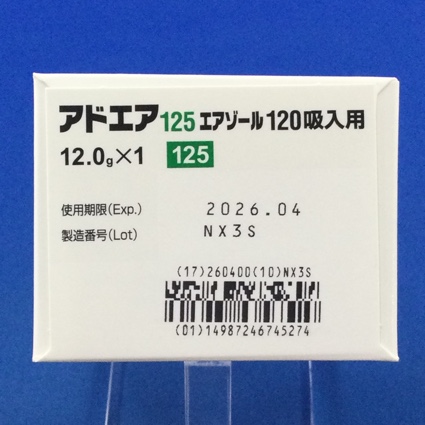 アドエア125エアゾール120吸入用
12.0g×1 125
使用期限(Exp.) 2026.04
製造番号(Lot) NX3S
(17)260400(10)NX3S
(01)14987246745274